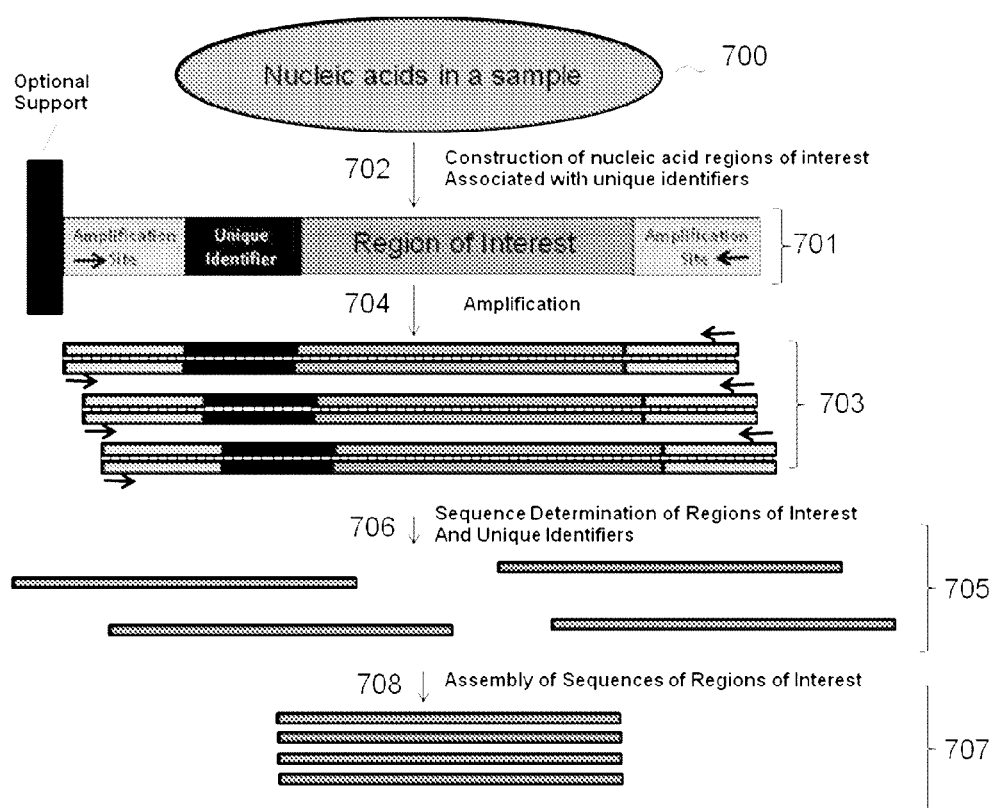 Nucleic acids in a sample
700
Optional
Support
702
Construction of nucleic acid regions of interest
Associated with unique identifiers
Amplification
Site
Unique
Identifier
Region of Interest
Amplification
Site
701
704
Amplification
703
706
Sequence Determination of Regions of Interest
And Unique Identifiers
705
708
Assembly of Sequences of Regions of Interest
707